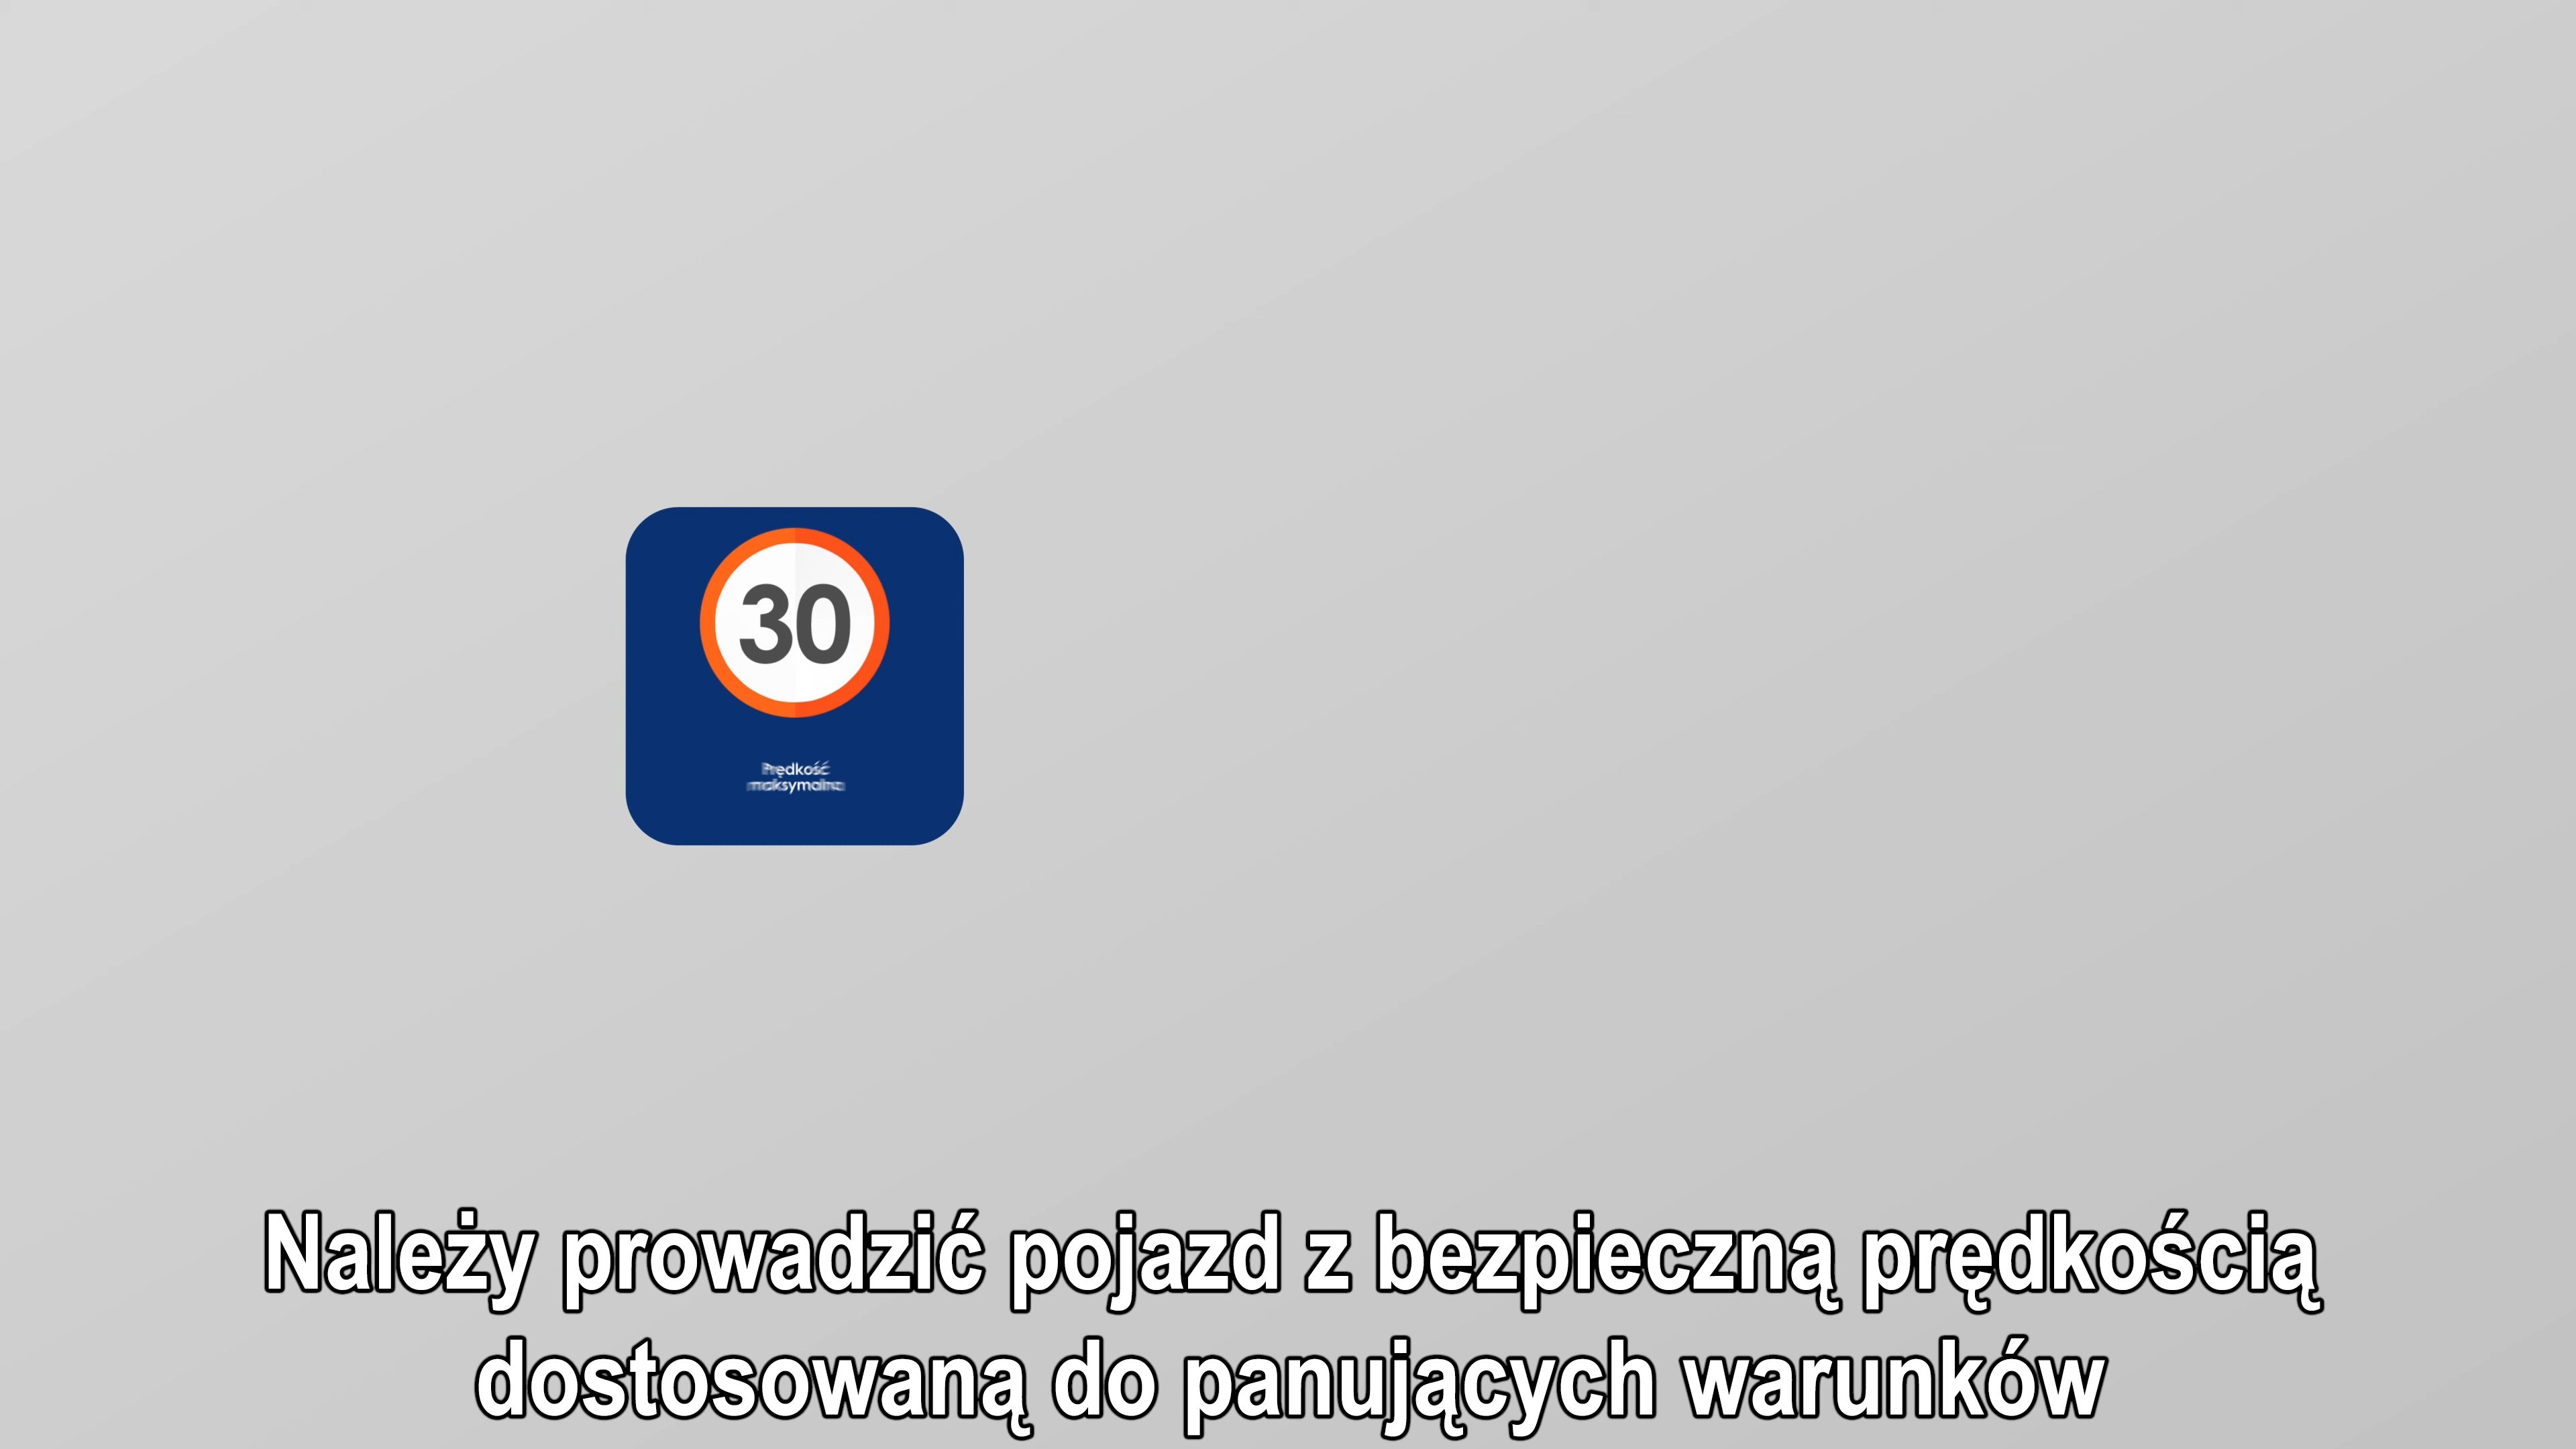 30
Prędkość
maksymalna
Należy prowadzić pojazd z bezpieczną prędkością
dostosowaną do panujących warunków